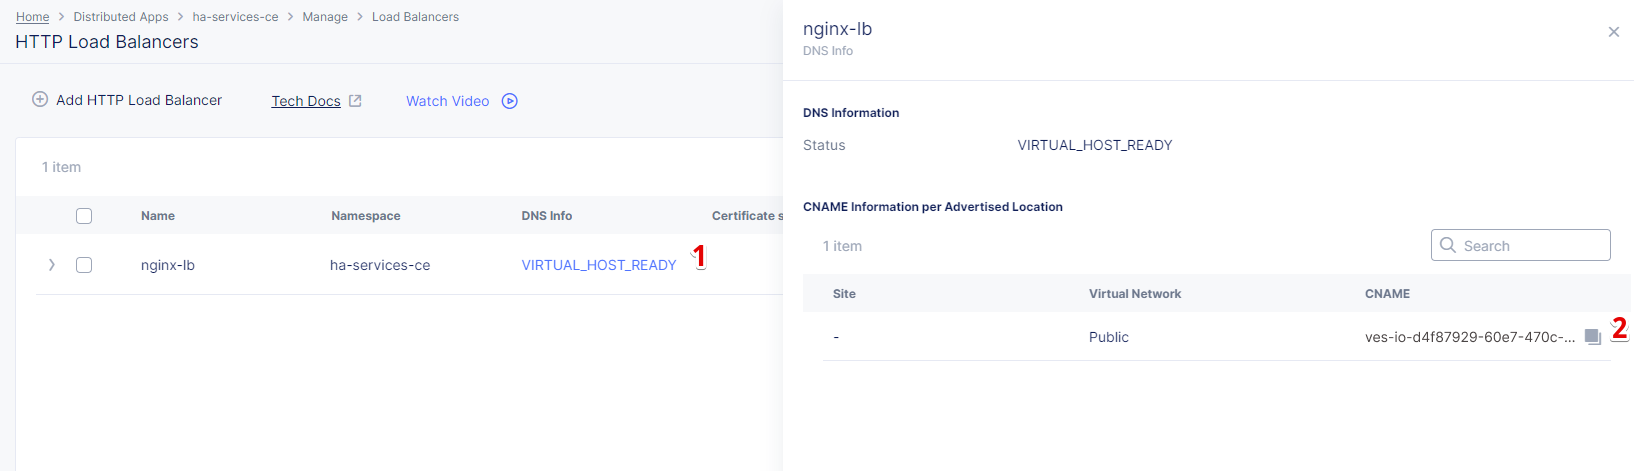 Home > Distributed Apps > ha-services-ce > Manage > Load Balancers
HTTP Load Balancers
Add HTTP Load Balancer Tech Docs Watch Video
1 item
Name Namespace DNS Info Certificate s
nginx-lb ha-services-ce VIRTUAL_HOST_READY 1
nginx-lb
DNS Info
DNS Information
Status VIRTUAL_HOST_READY
CNAME Information per Advertised Location
1 item Search
Site Virtual Network CNAME
- Public ves-io-d4f87929-60e7-470c-... 2